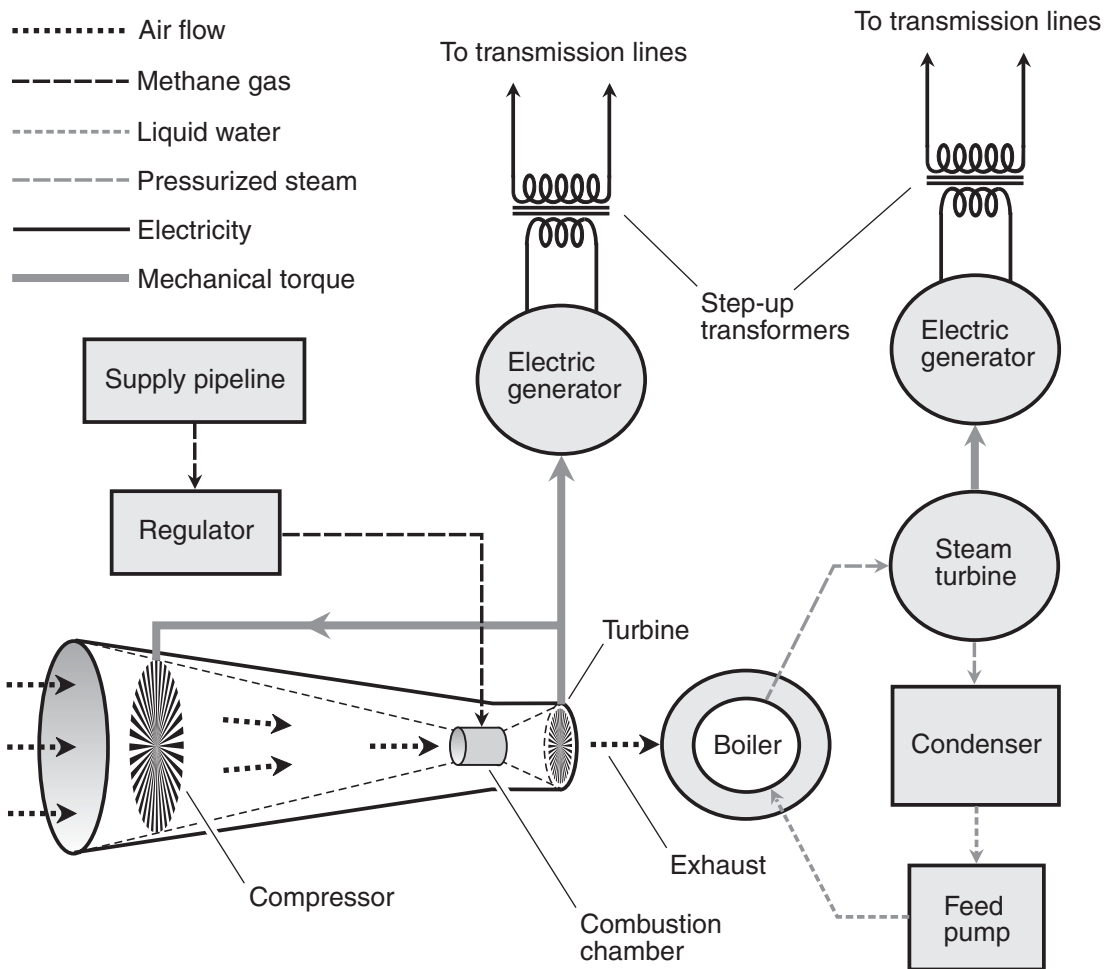 Air flow
Methane gas
Liquid water
Pressurized steam
Electricity
Mechanical torque
To transmission lines
To transmission lines
Step-up
transformers
Electric
generator
Electric
generator
Supply pipeline
Regulator
Steam
turbine
Turbine
Boiler
Condenser
Exhaust
Compressor
Combustion
chamber
Feed
pump